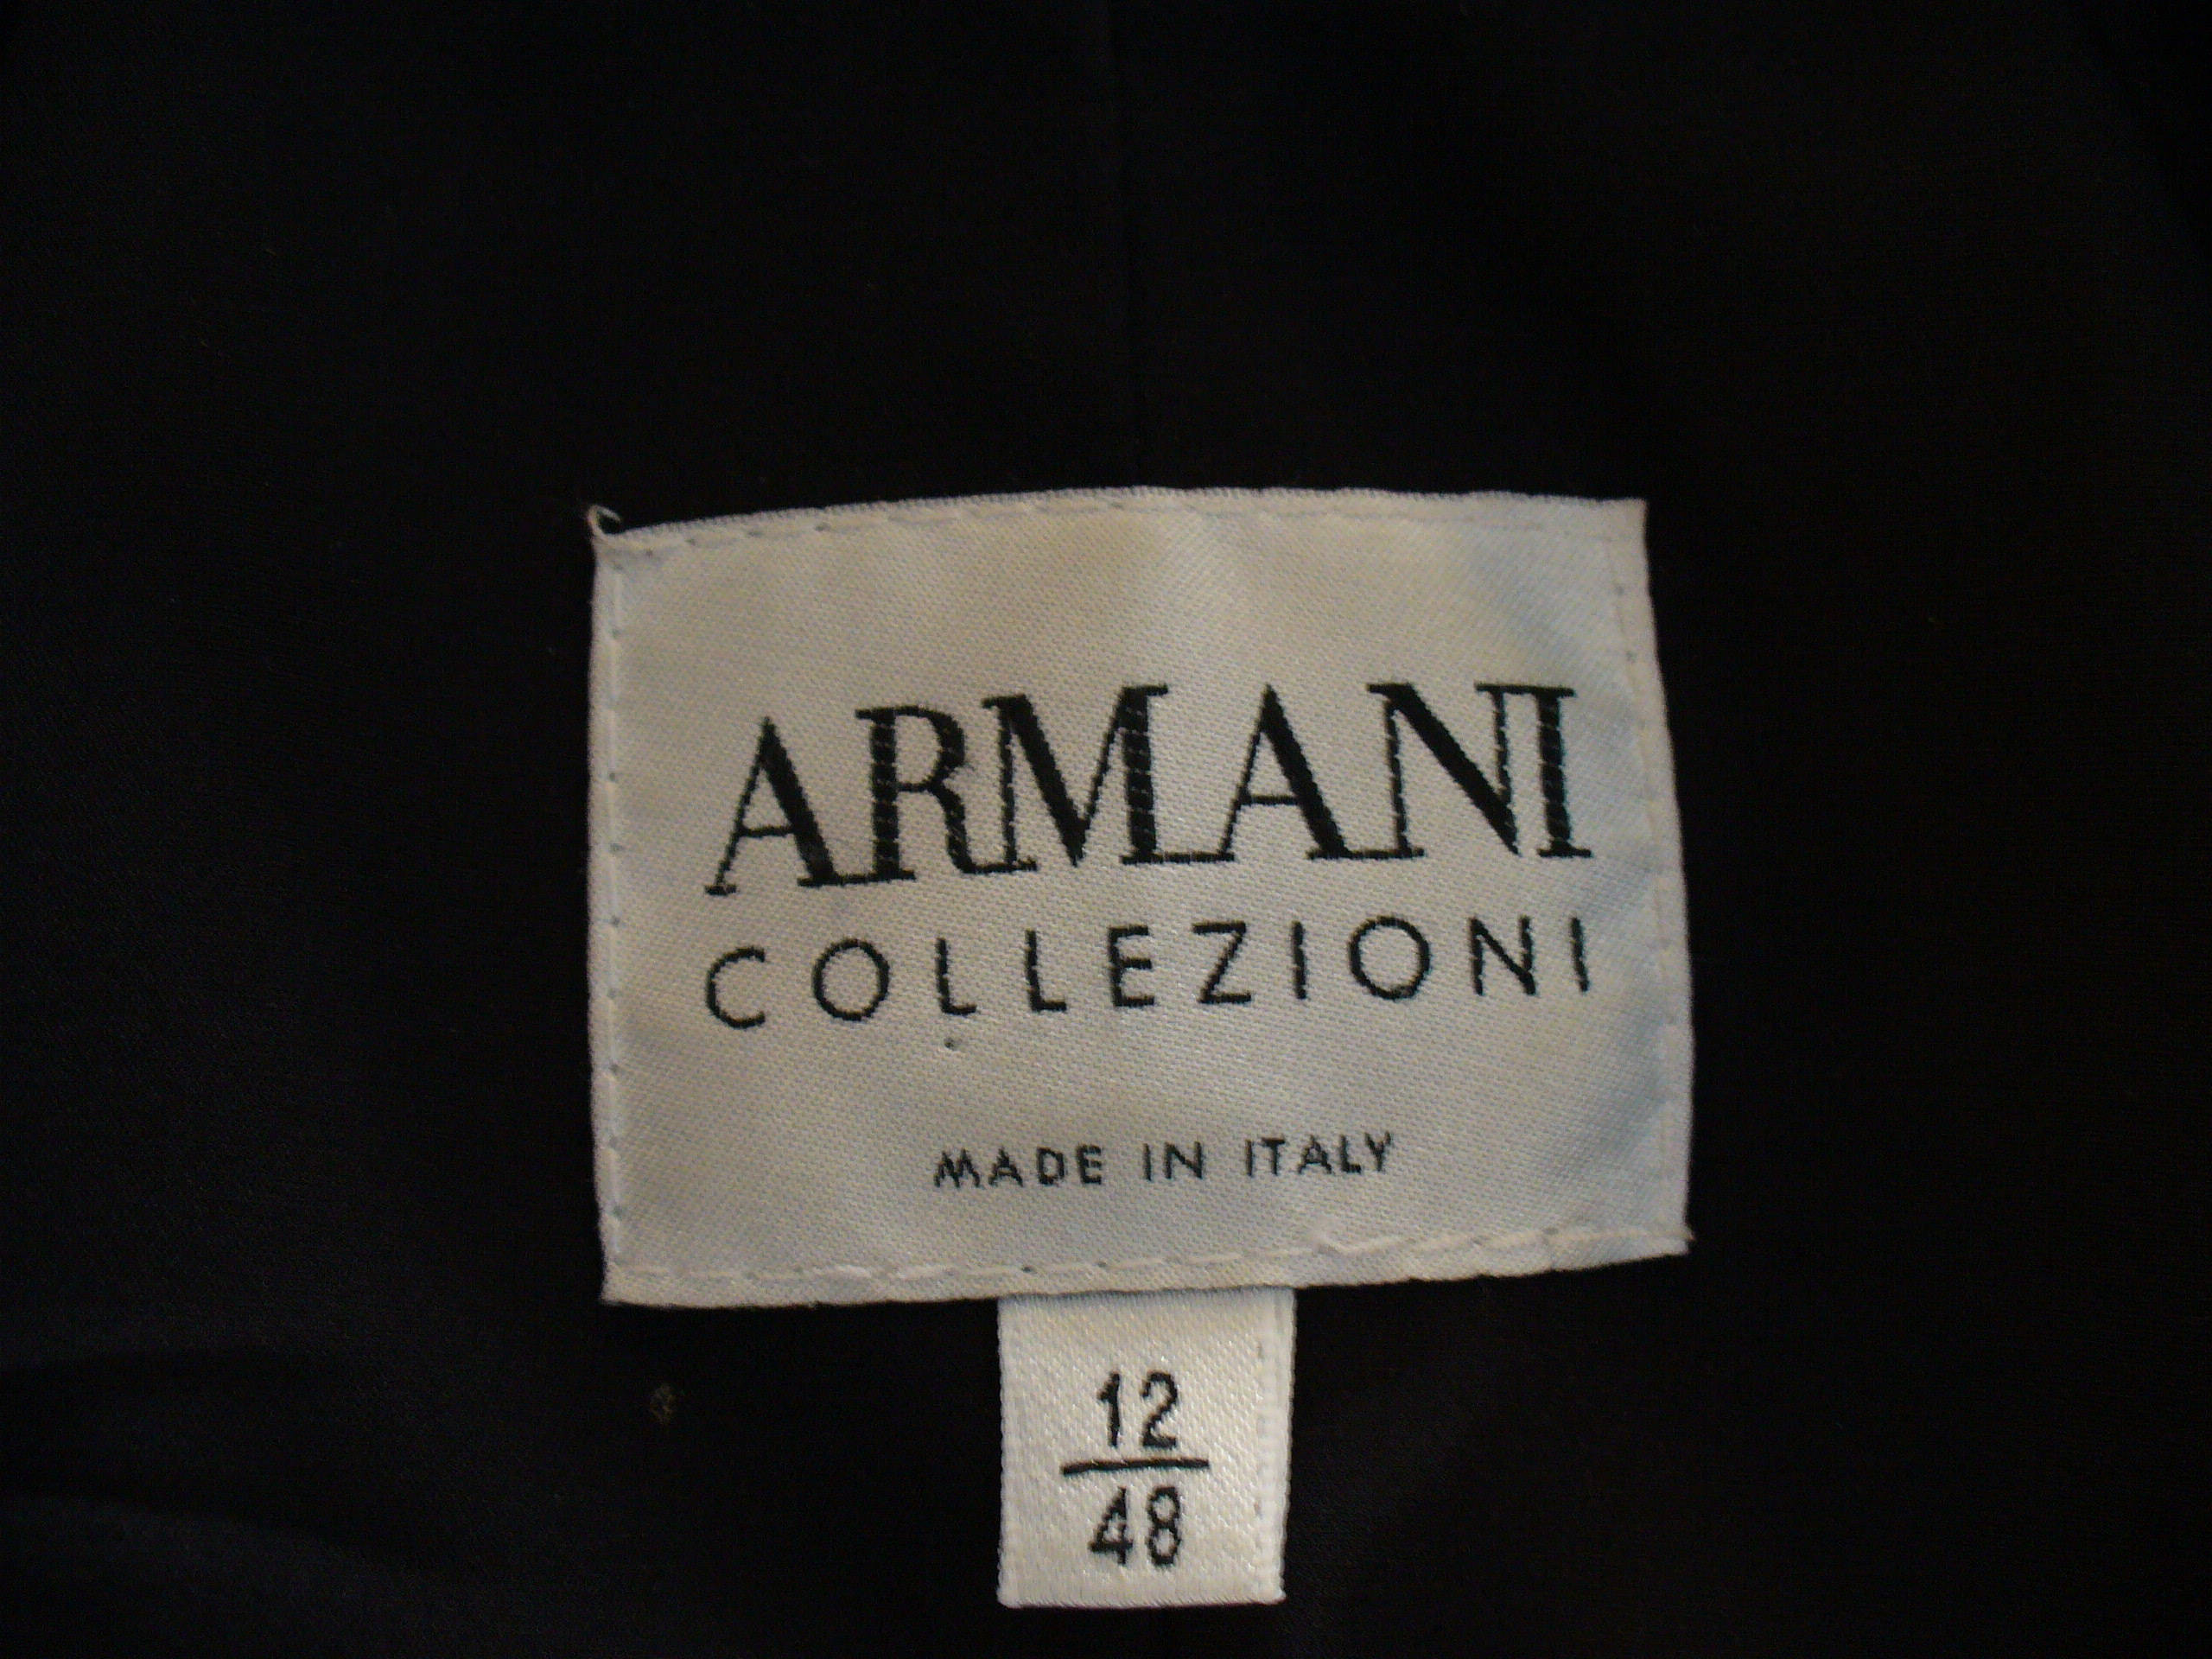 ARMANI
COLLEZIONI
MADE IN ITALY
12
48